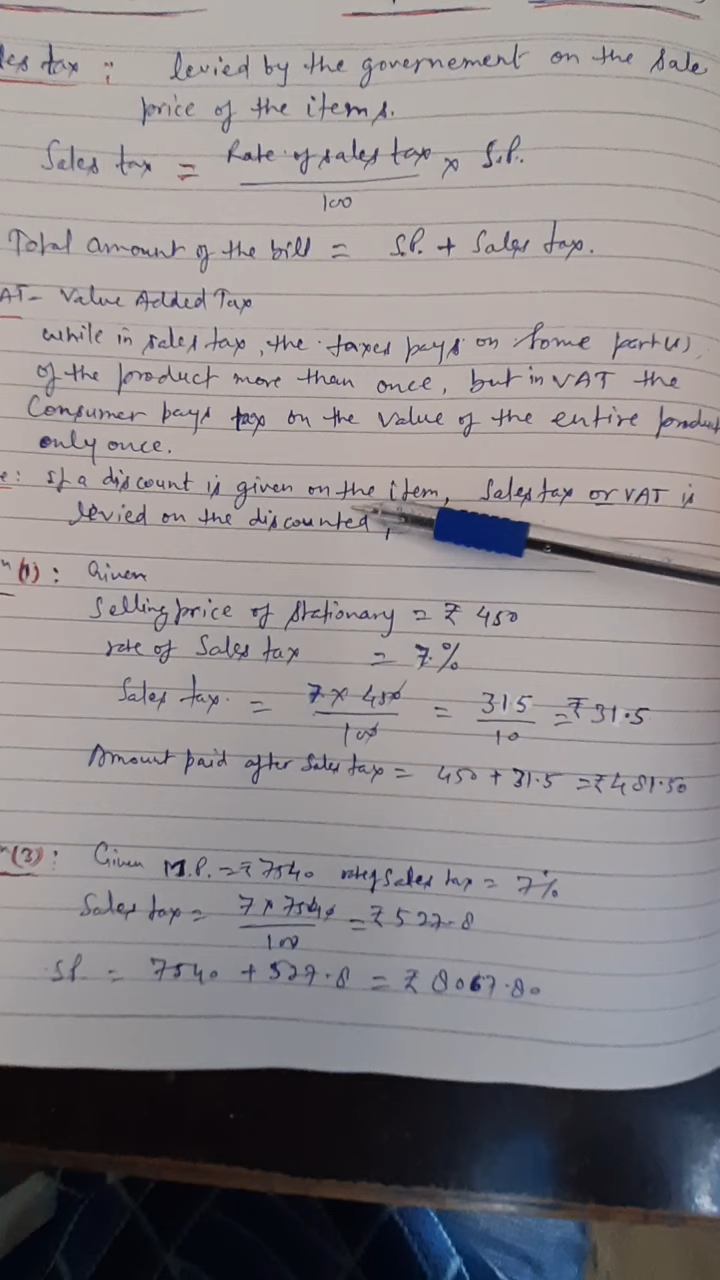 les tax : levied by the governement on the sale
price of the items.
Sales tax = Rate of sales tax x S.P.
100
Total amount of the bill = S.P. + Sales tax.
AT- Value Added Tax
while in sales tax, the taxes pays on some part(s)
of the product more than once, but in VAT the
Consumer pays tax on the value of the entire product
only once.
e: If a discount is given on the item, Sales tax or VAT is
levied on the discounted,
n (1): Given
Selling price of Stationary = ₹ 450
rate of Sales tax = 7%
Sales tax. = 7 x 450 = 315 = ₹31.5
100 10
Amount paid after Sales tax = 450 + 31.5 = ₹481.50
n (3): Given M.P. = ₹7540 rate of Sales tax = 7%
Sales tax = 7 x 7540 = ₹527.8
100
S.P. = 7540 + 527.8 = ₹8067.80